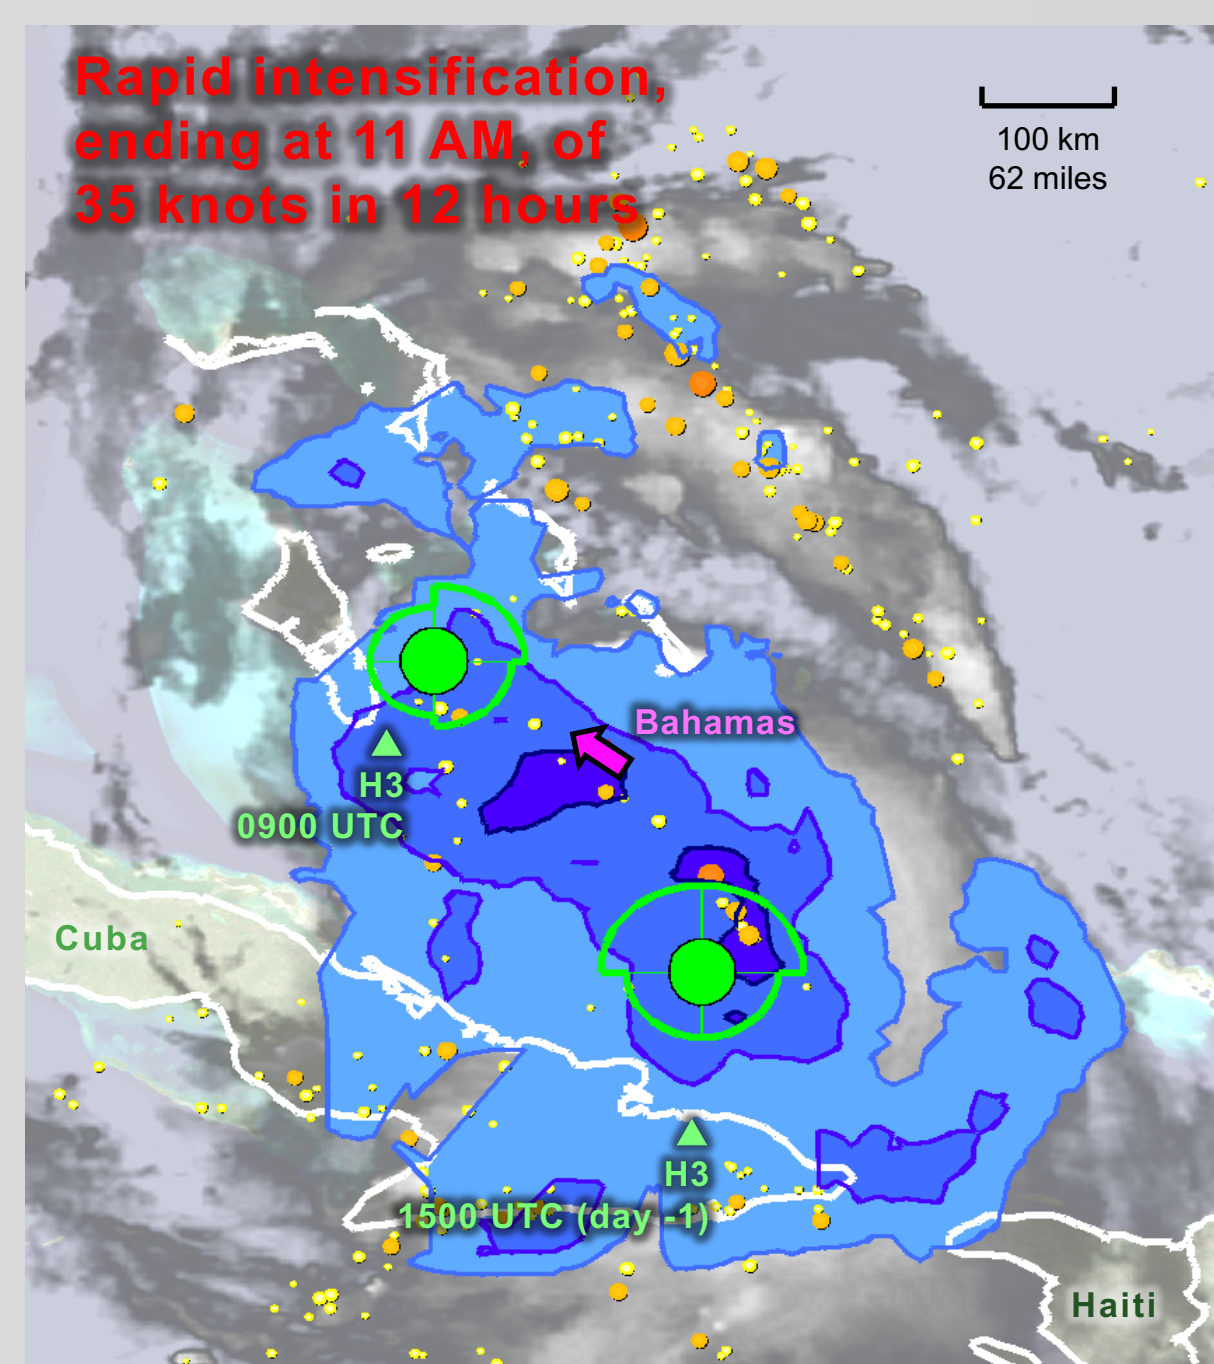 Rapid intensification,
ending at 11 AM, of
35 knots in 12 hours
100 km
62 miles
Bahamas
H3
0900 UTC
Cuba
H3
1500 UTC (day -1)
Haiti